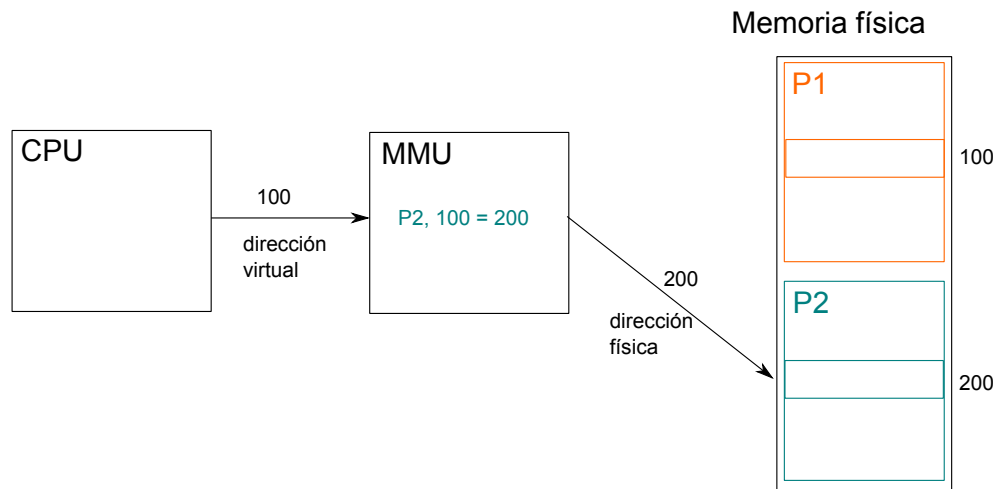 Memoria física
P1
100
CPU
100
dirección
virtual
MMU
P2, 100 = 200
200
dirección
física
P2
200